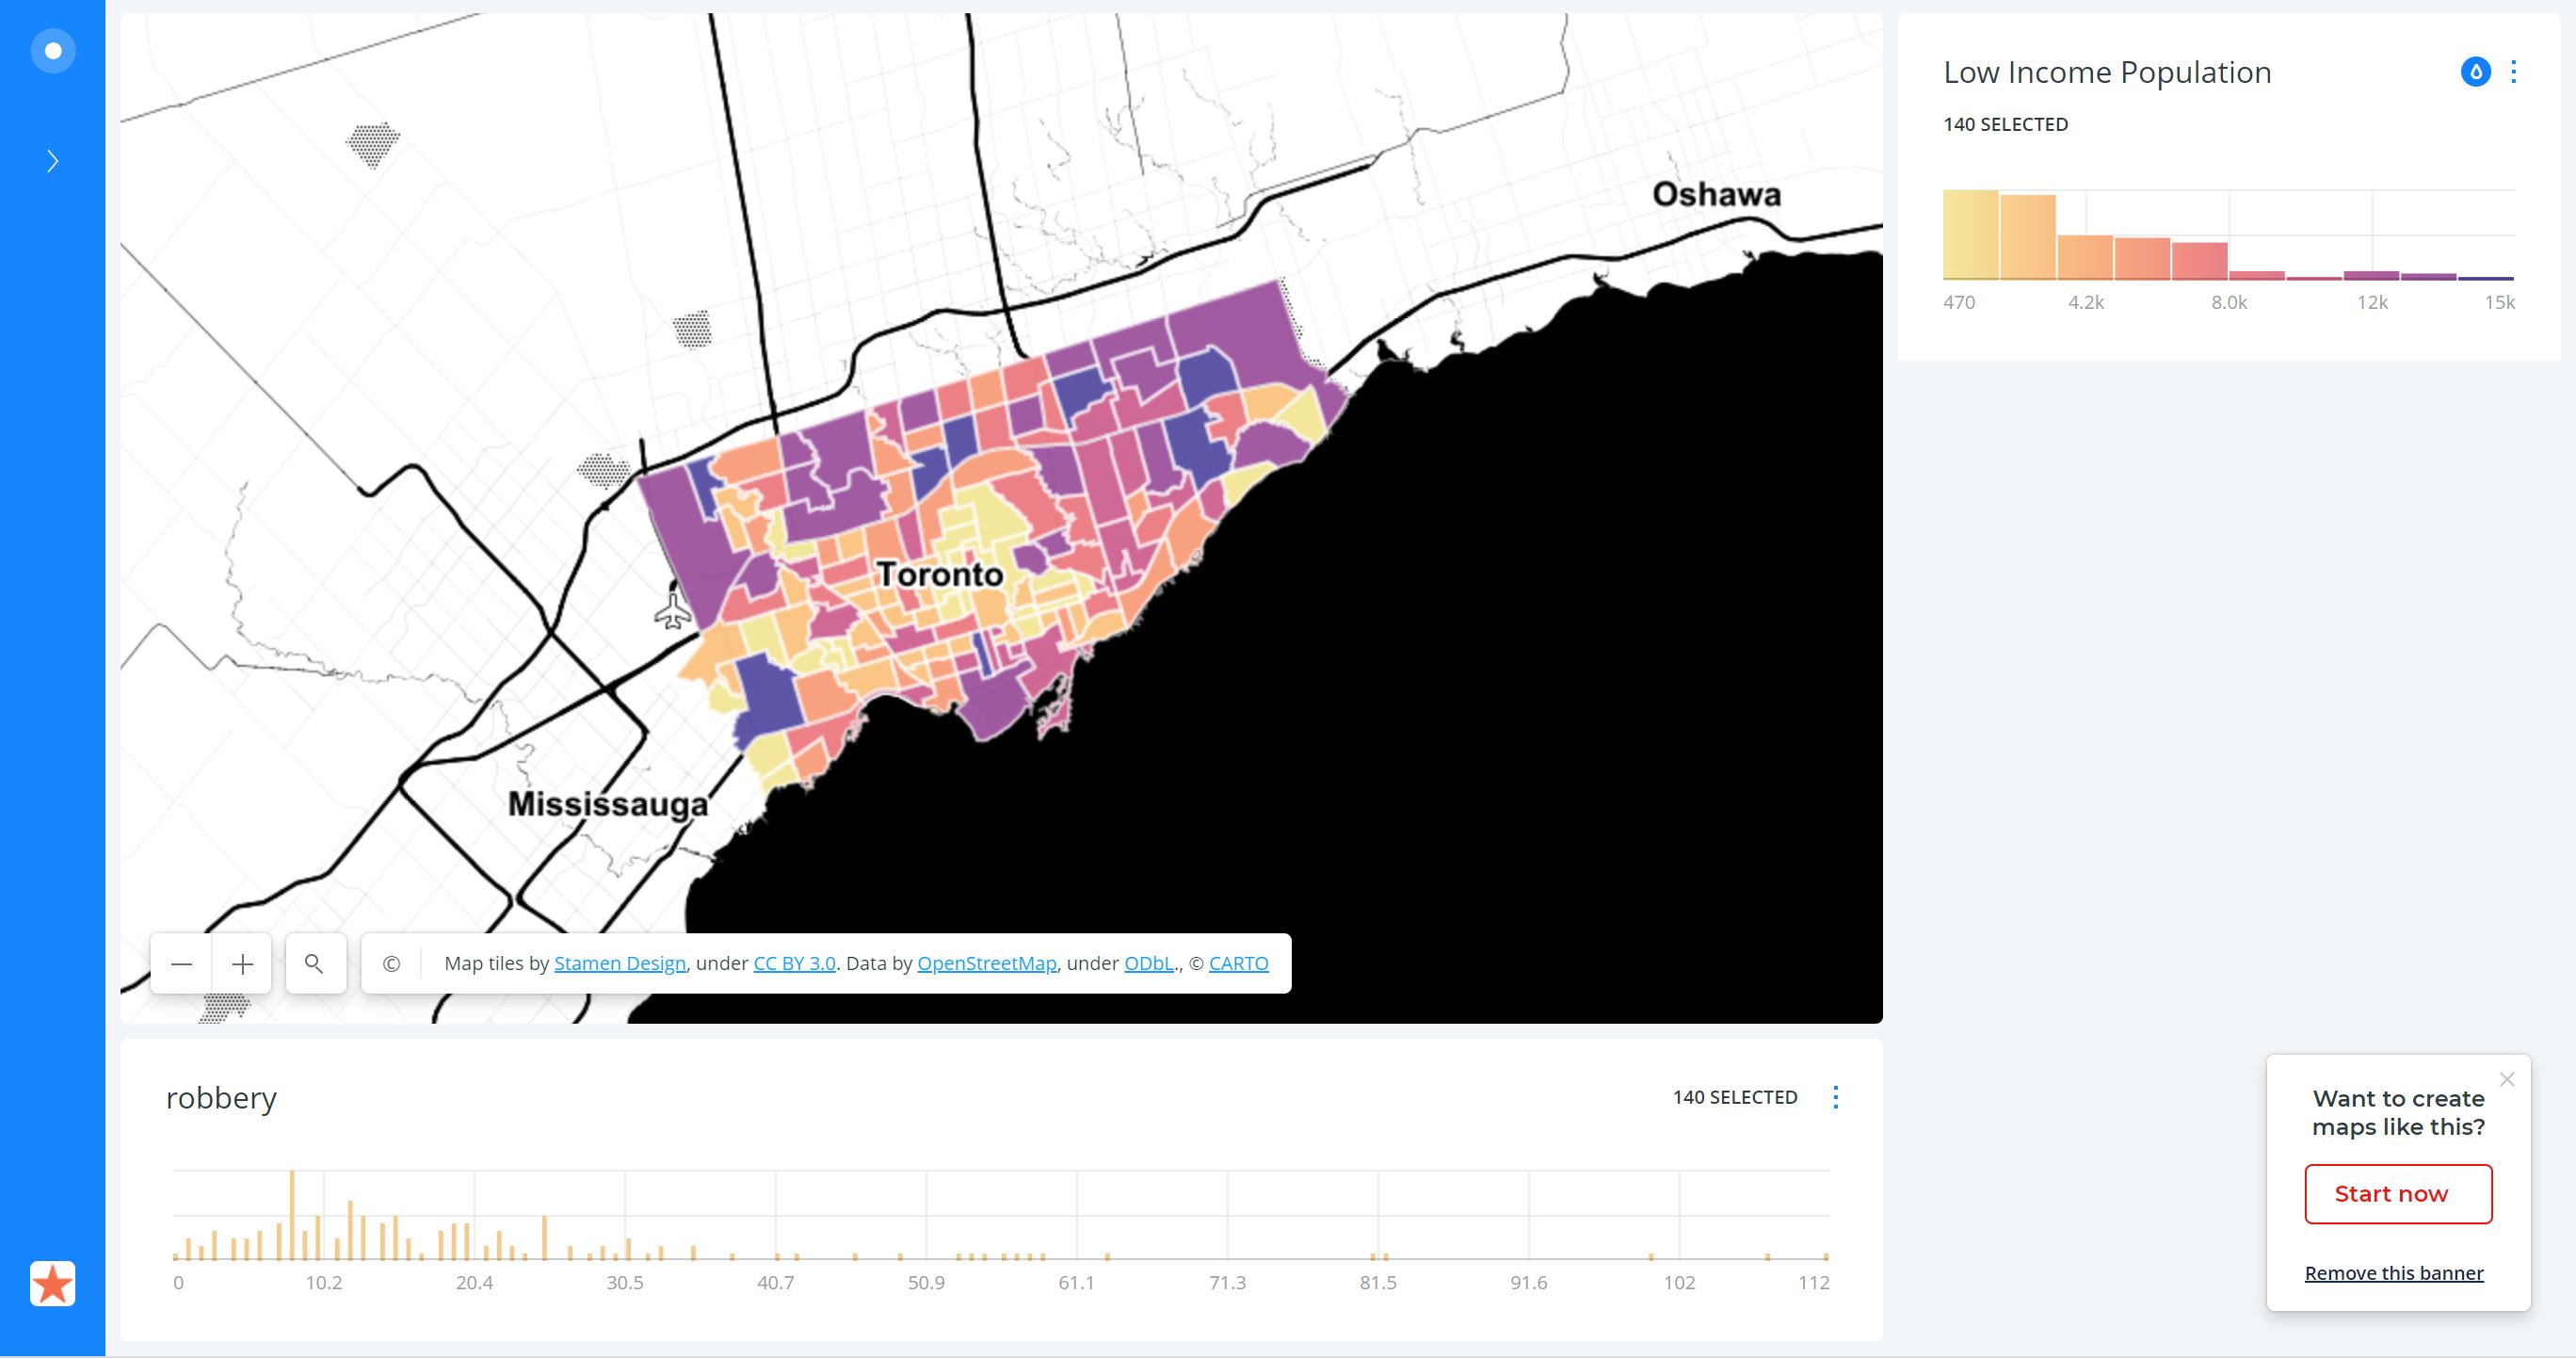 Oshawa
Toronto
Mississauga
© Map tiles by Stamen Design, under CC BY 3.0. Data by OpenStreetMap, under ODbL., © CARTO
Low Income Population
140 SELECTED
470 4.2k 8.0k 12k 15k
robbery
140 SELECTED
0 10.2 20.4 30.5 40.7 50.9 61.1 71.3 81.5 91.6 102 112
Want to create
maps like this?
Start now
Remove this banner